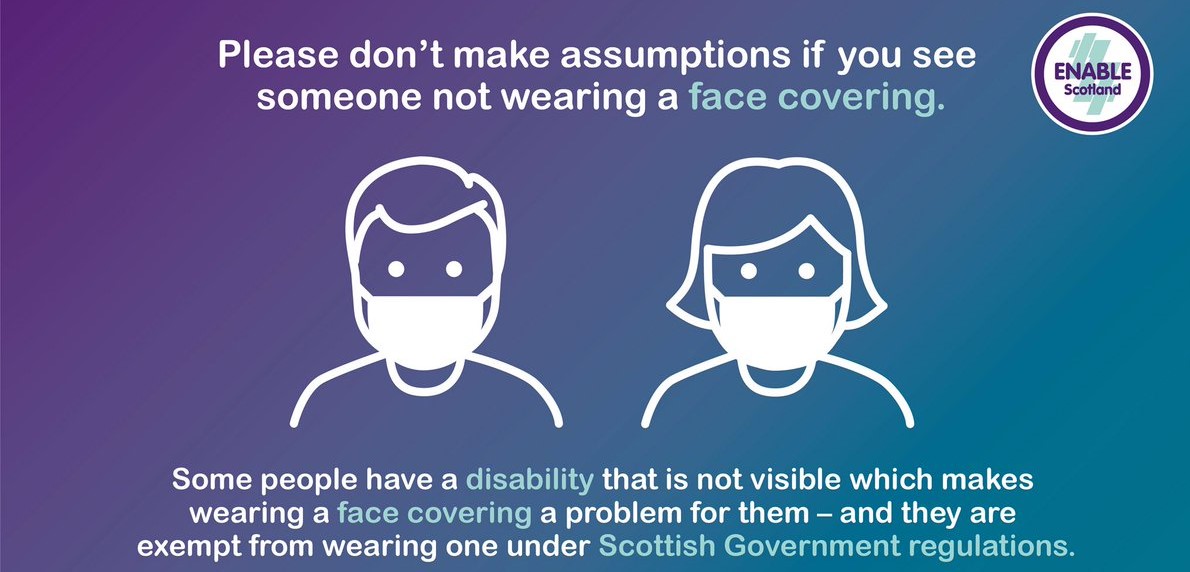 Please don’t make assumptions if you see
someone not wearing a face covering.
ENABLE
Scotland
Some people have a disability that is not visible which makes
wearing a face covering a problem for them – and they are
exempt from wearing one under Scottish Government regulations.